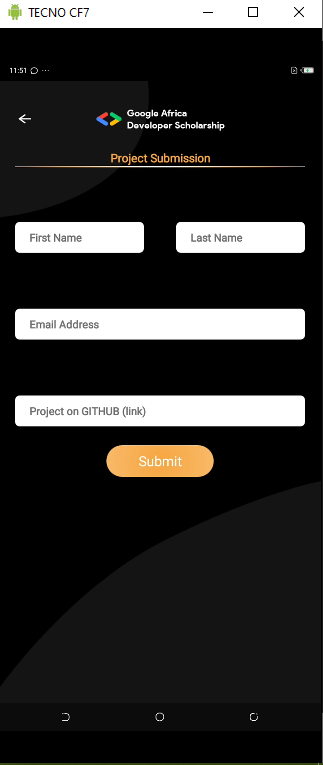 TECNO CF7
11:51
Google Africa
Developer Scholarship
Project Submission
First Name
Last Name
Email Address
Project on GITHUB (link)
Submit